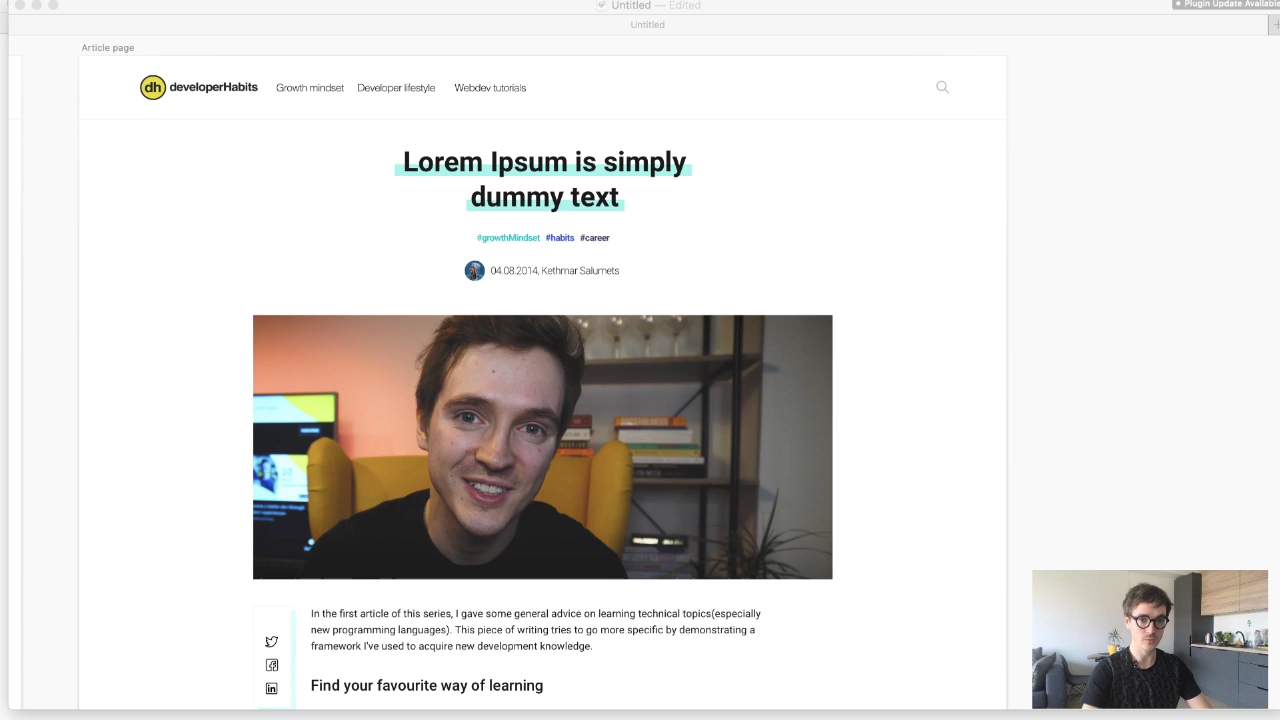 Untitled — Edited
Plugin Update Available
Untitled
Article page
dh developerHabits Growth mindset Developer lifestyle Webdev tutorials
Lorem Ipsum is simply
dummy text
#growthMindset #habits #career
04.08.2014, Kethmar Salumets
In the first article of this series, I gave some general advice on learning technical topics(especially
new programming languages). This piece of writing tries to go more specific by demonstrating a
framework I've used to acquire new development knowledge.
Find your favourite way of learning